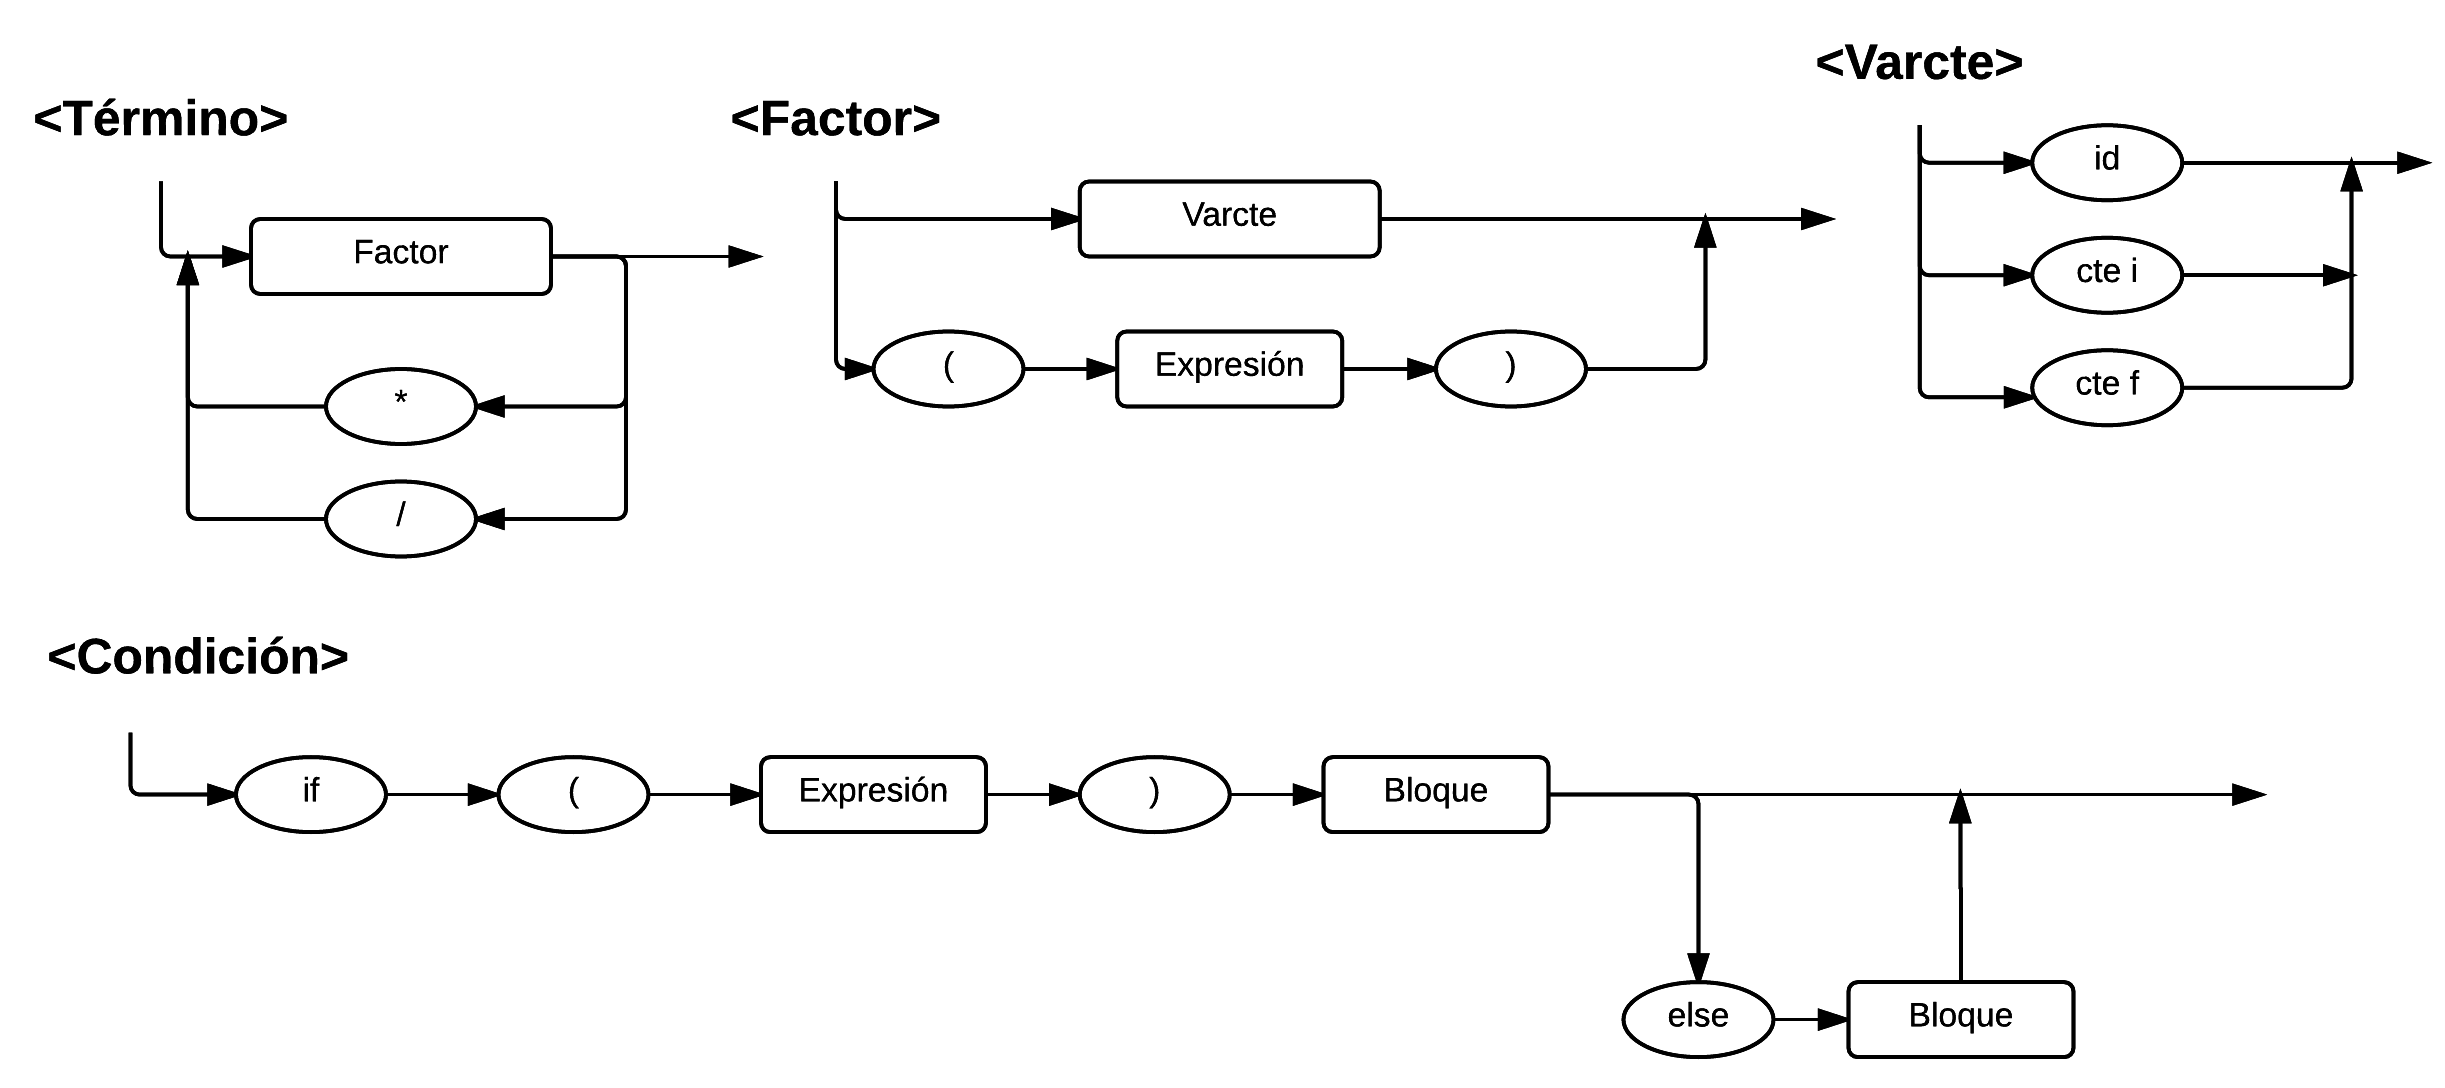 <Término>
Factor
*
/
<Factor>
Varcte
( Expresión )
<Varcte>
id
cte i
cte f
<Condición>
if ( Expresión ) Bloque
else Bloque